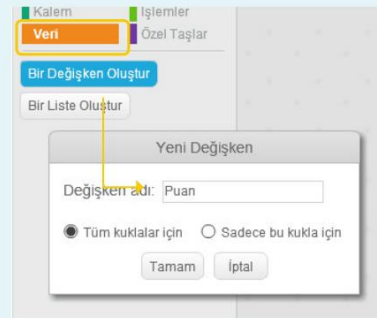 Kalem İşlemler
Veri Özel Taşlar
Bir Değişken Oluştur
Bir Liste Oluştur
Yeni Değişken
Değişken adı: Puan
Tüm kuklalar için Sadece bu kukla için
Tamam İptal